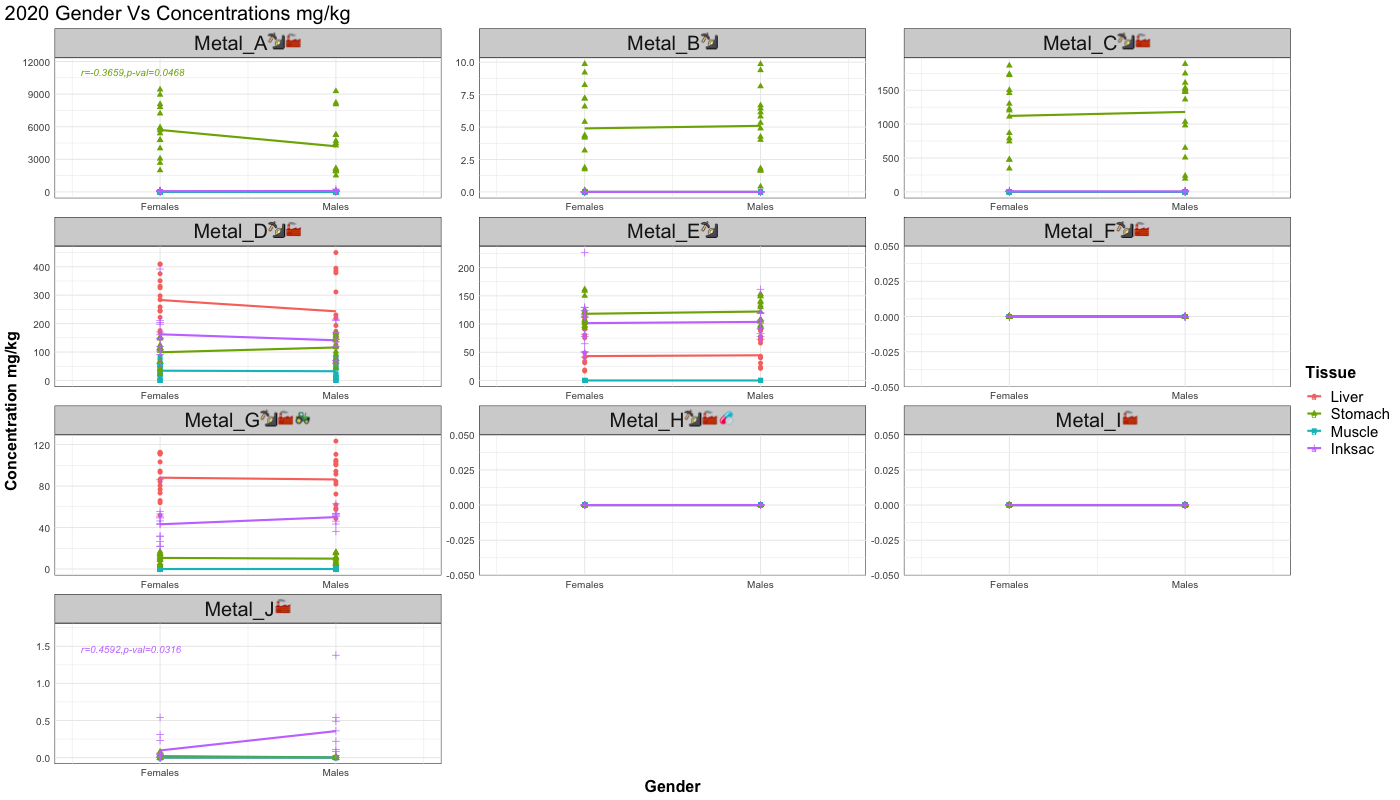 2020 Gender Vs Concentrations mg/kg
Metal_A
Metal_B
Metal_C
12000
9000
6000
3000
0
r=-0.3659,p-val=0.0468
Females Males
10.0
7.5
5.0
2.5
0.0
Females Males
1500
1000
500
0
Females Males
Metal_D
Metal_E
Metal_F
400
300
200
100
0
Females Males
200
150
100
50
0
Females Males
0.050
0.025
0.000
-0.025
-0.050
Females Males
Metal_G
Metal_H
Metal_I
120
80
40
0
Females Males
0.050
0.025
0.000
-0.025
-0.050
Females Males
0.050
0.025
0.000
-0.025
-0.050
Females Males
Metal_J
1.5
1.0
0.5
0.0
r=0.4592,p-val=0.0316
Females Males
Concentration mg/kg
Gender
Tissue
Liver
Stomach
Muscle
Inksac